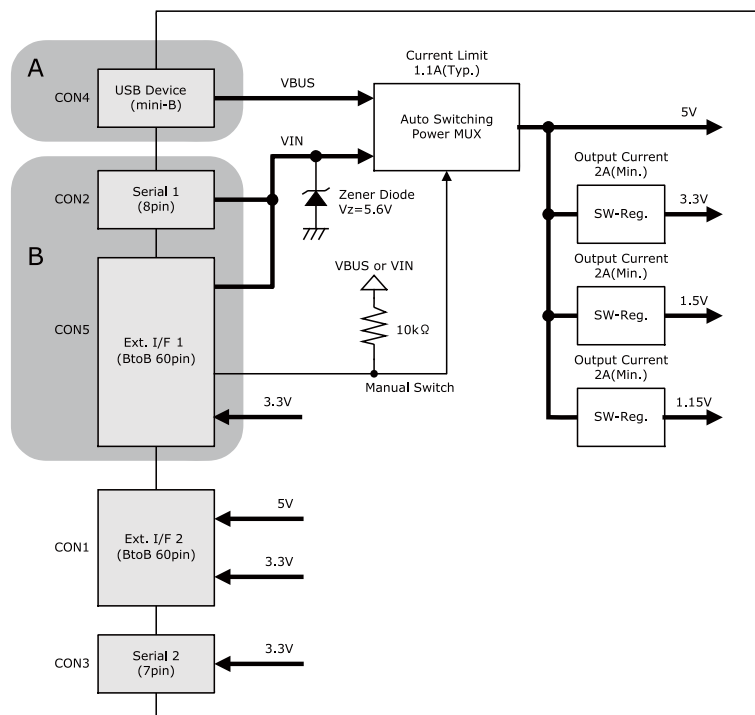 A
CON4
USB Device
(mini-B)
VBUS
Current Limit
1.1A(Typ.)
Auto Switching
Power MUX
5V
VIN
CON2
Serial 1
(8pin)
Zener Diode
Vz=5.6V
Output Current
2A(Min.)
SW-Reg.
3.3V
B
VBUS or VIN
10kΩ
Output Current
2A(Min.)
SW-Reg.
1.5V
CON5
Ext. I/F 1
(BtoB 60pin)
Manual Switch
3.3V
Output Current
2A(Min.)
SW-Reg.
1.15V
CON1
Ext. I/F 2
(BtoB 60pin)
5V
3.3V
CON3
Serial 2
(7pin)
3.3V